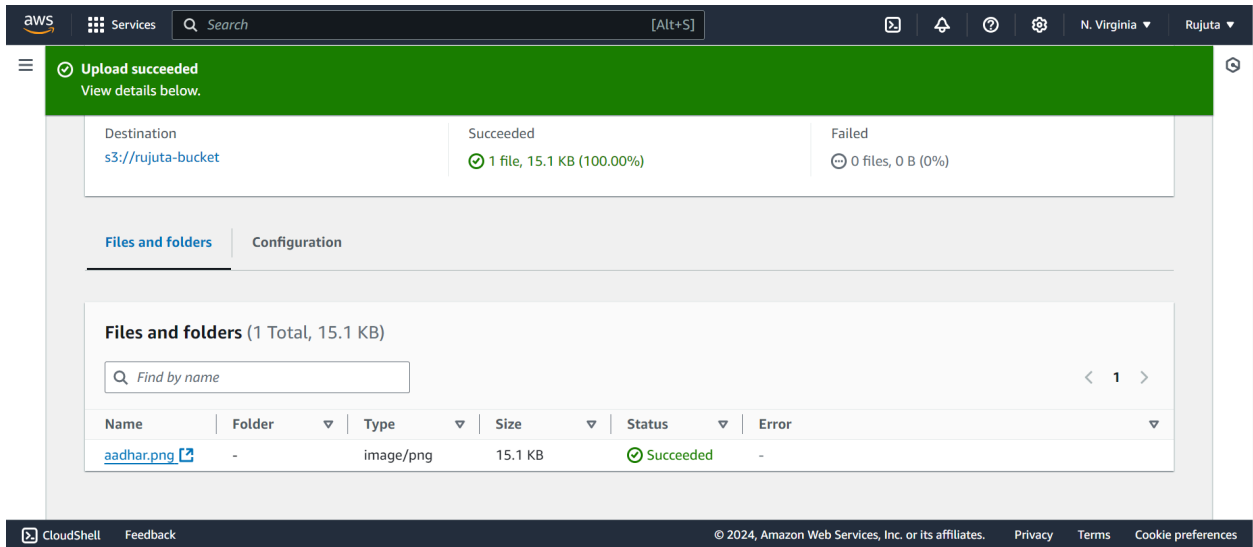 aws Services Search [Alt+S] N. Virginia Rujuta
Upload succeeded
View details below.
Destination Succeeded Failed
s3://rujuta-bucket 1 file, 15.1 KB (100.00%) 0 files, 0 B (0%)
Files and folders Configuration
Files and folders (1 Total, 15.1 KB)
Find by name 1
Name Folder Type Size Status Error
aadhar.png - image/png 15.1 KB Succeeded -
CloudShell Feedback © 2024, Amazon Web Services, Inc. or its affiliates. Privacy Terms Cookie preferences